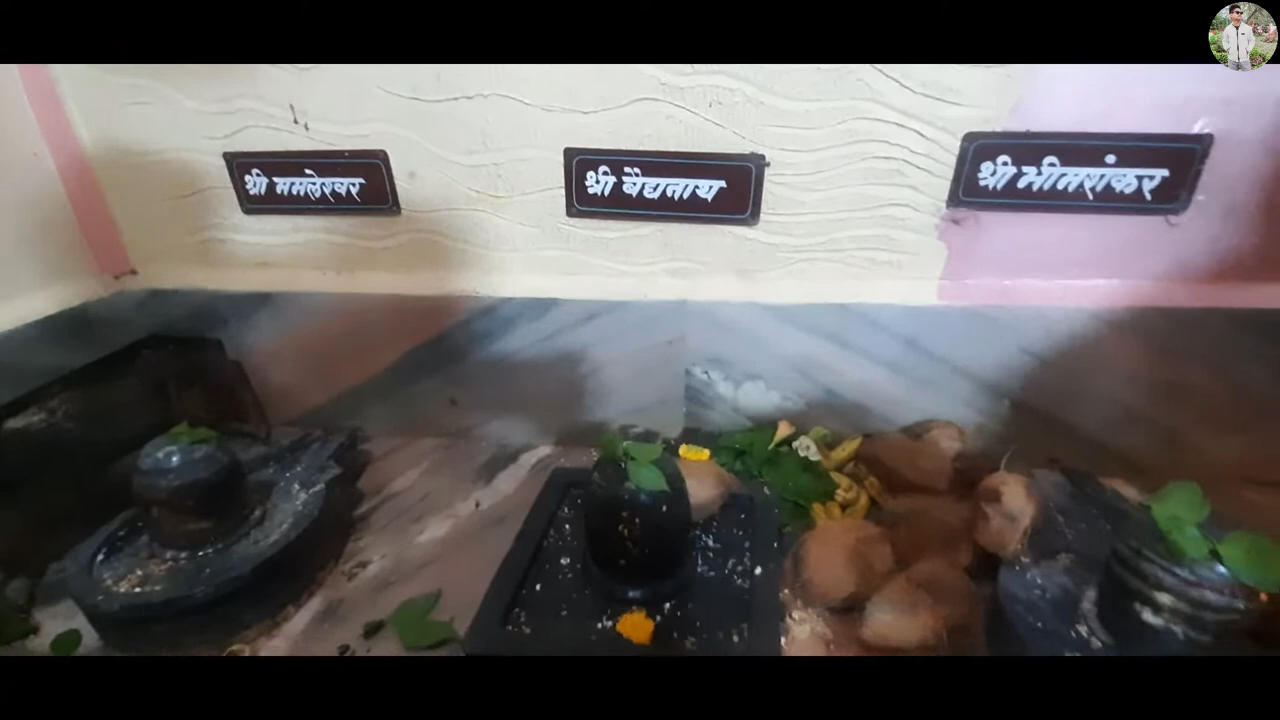 श्री ममलेश्वर
श्री बैद्यनाथ
श्री भीमशंकर